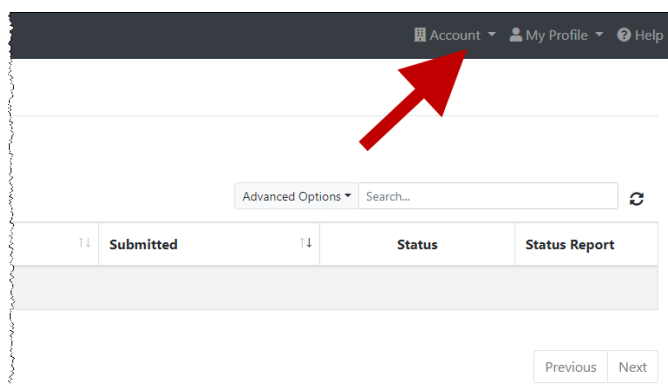 Account My Profile Help
Advanced Options Search...
Submitted Status Status Report
Previous Next